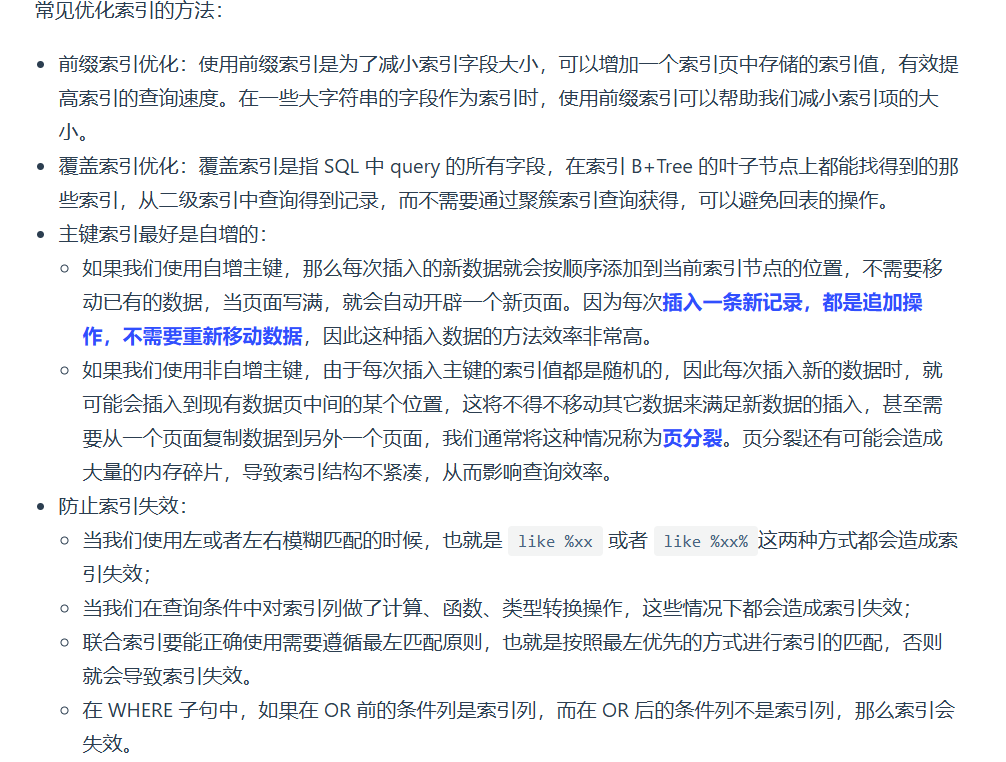 常见优化索引的方法：
前缀索引优化：使用前缀索引是为了减小索引字段大小，可以增加一个索引页中存储的索引值，有效提
高索引的查询速度。在一些大字符串的字段作为索引时，使用前缀索引可以帮助我们减小索引项的大
小。
覆盖索引优化：覆盖索引是指 SQL 中 query 的所有字段，在索引 B+Tree 的叶子节点上都能找得到的那
些索引，从二级索引中查询得到记录，而不需要通过聚簇索引查询获得，可以避免回表的操作。
主键索引最好是自增的：
如果我们使用自增主键，那么每次插入的新数据就会按顺序添加到当前索引节点的位置，不需要移
动已有的数据，当页面写满，就会自动开辟一个新页面。因为每次插入一条新记录，都是追加操
作，不需要重新移动数据，因此这种插入数据的方法效率非常高。
如果我们使用非自增主键，由于每次插入主键的索引值都是随机的，因此每次插入新的数据时，就
可能会插入到现有数据页中间的某个位置，这将不得不移动其它数据来满足新数据的插入，甚至需
要从一个页面复制数据到另外一个页面，我们通常将这种情况称为页分裂。页分裂还有可能会造成
大量的内存碎片，导致索引结构不紧凑，从而影响查询效率。
防止索引失效：
当我们使用左或者左右模糊匹配的时候，也就是 like %xx 或者 like %xx% 这两种方式都会造成索
引失效；
当我们在查询条件中对索引列做了计算、函数、类型转换操作，这些情况下都会造成索引失效；
联合索引要能正确使用需要遵循最左匹配原则，也就是按照最左优先的方式进行索引的匹配，否则
就会导致索引失效。
在 WHERE 子句中，如果在 OR 前的条件列是索引列，而在 OR 后的条件列不是索引列，那么索引会
失效。